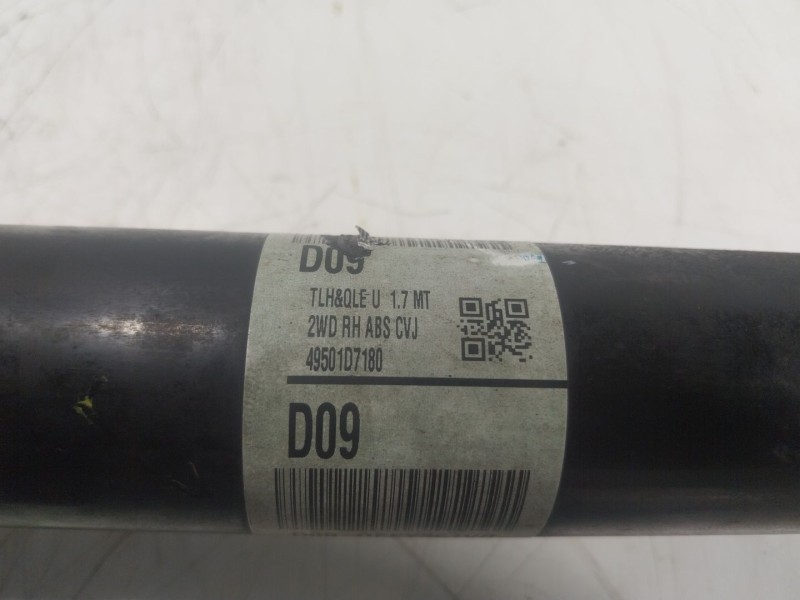 D09
TLH&QLE U 1.7 MT
2WD RH ABS CVJ
49501D7180
D09